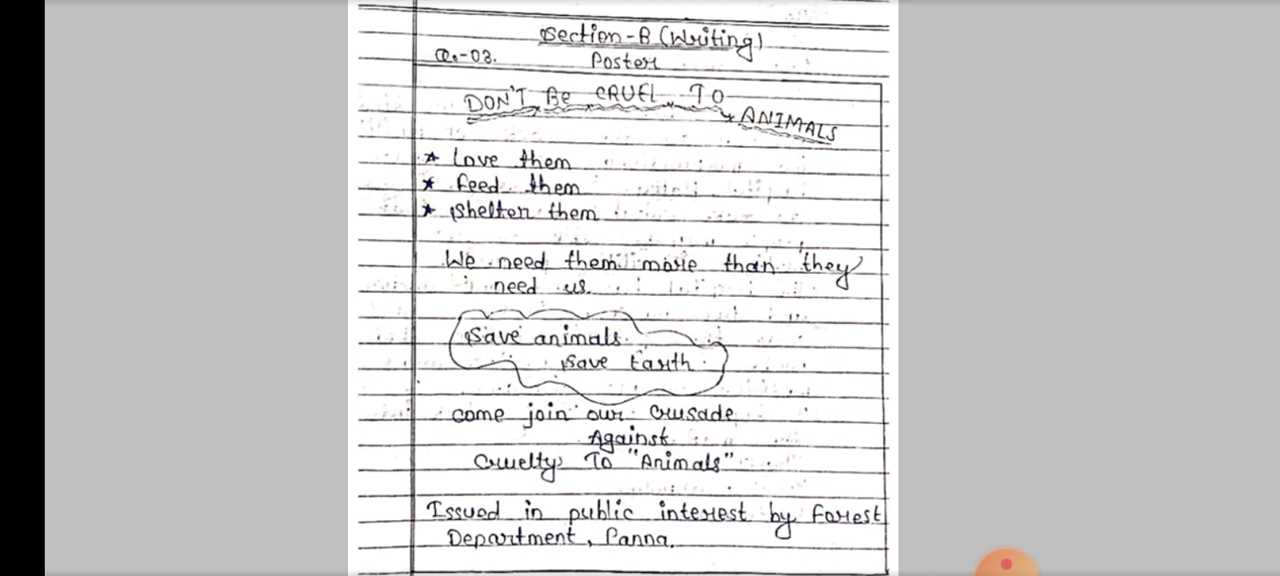 Section-B (Writing)
Q.-03. Poster
DON'T BE CRUEL TO
ANIMALS
★ Love them
★ feed them
★ Shelter them
We need them more than they
need us.
Save animals.
Save Earth.
come join our crusade
Against
Cruelty To "Animals"
Issued in public interest by forest
Department, Panna.